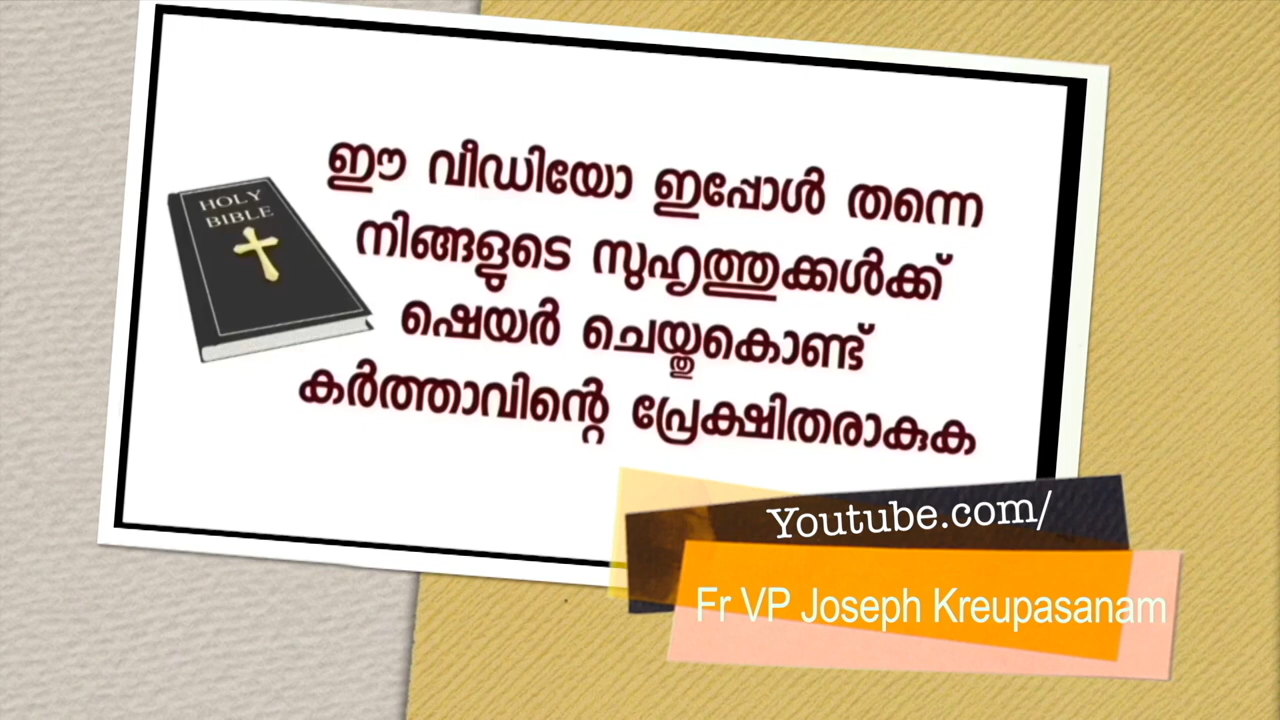 HOLY
BIBLE
ഈ വീഡിയോ ഇപ്പോൾ തന്നെ
നിങ്ങളുടെ സുഹൃത്തുക്കൾക്ക്
ഷെയർ ചെയ്തുകൊണ്ട്
കർത്താവിന്റെ പ്രേക്ഷിതരാകുക
Youtube.com/
Fr VP Joseph Kreupasanam